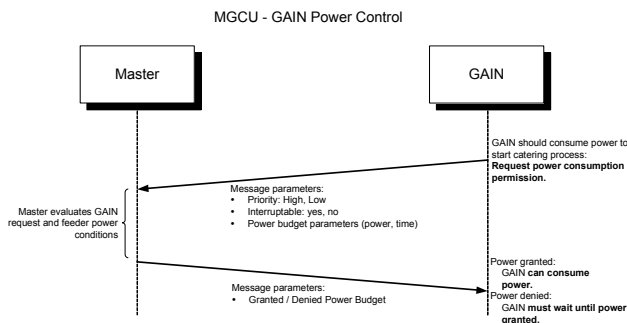 MGCU - GAIN Power Control
Master
GAIN
GAIN should consume power to
start catering process:
Request power consumption
permission.
Message parameters:
• Priority: High, Low
• Interruptable: yes, no
• Power budget parameters (power, time)
Master evaluates GAIN
request and feeder power
conditions
Message parameters:
• Granted / Denied Power Budget
Power granted:
GAIN can consume
power.
Power denied:
GAIN must wait until power
granted.